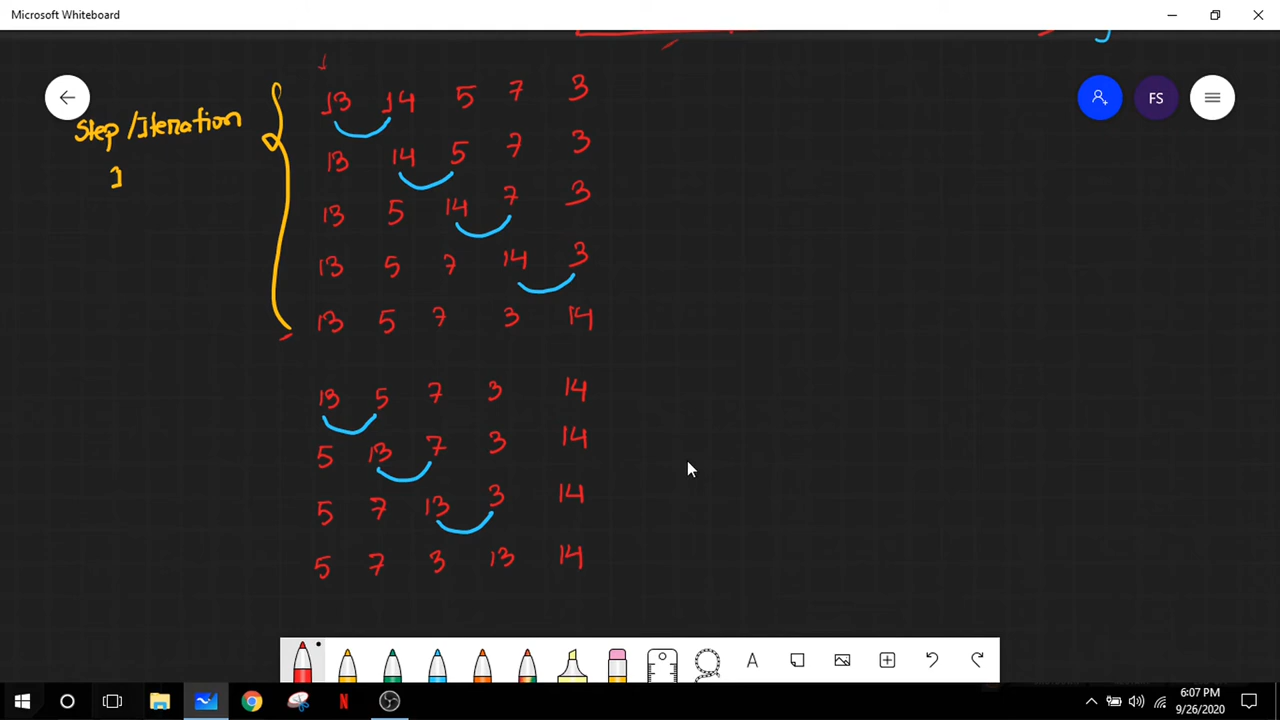 Microsoft Whiteboard
13 14 5 7 3
Step/Iteration
1
13 14 5 7 3
13 5 14 7 3
13 5 7 14 3
13 5 7 3 14
13 5 7 3 14
5 13 7 3 14
5 7 13 3 14
5 7 3 13 14
FS
A
N
6:07 PM
9/26/2020